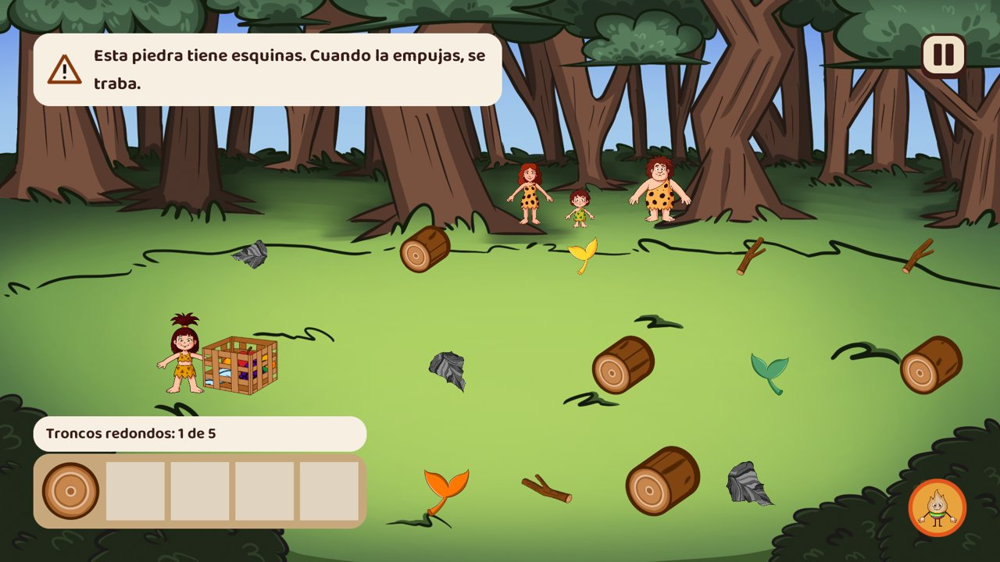 Esta piedra tiene esquinas. Cuando la empujas, se
traba.
Troncos redondos: 1 de 5